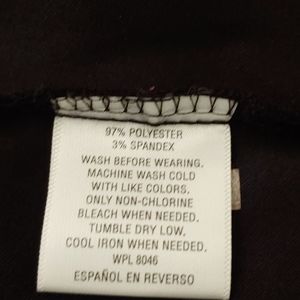 97% POLYESTER
3% SPANDEX
WASH BEFORE WEARING.
MACHINE WASH COLD
WITH LIKE COLORS.
ONLY NON-CHLORINE
BLEACH WHEN NEEDED.
TUMBLE DRY LOW.
COOL IRON WHEN NEEDED.
WPL 8046
ESPAÑOL EN REVERSO